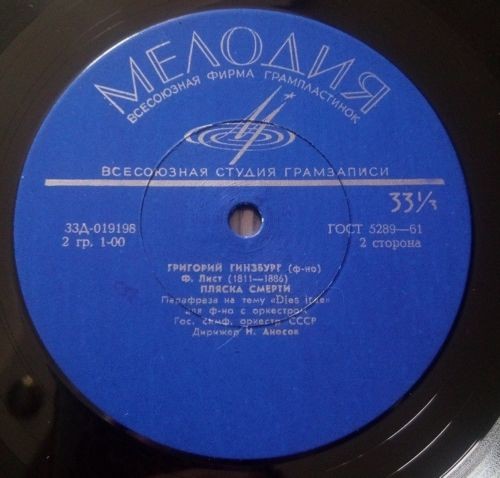 МЕЛОДИЯ
ВСЕСОЮЗНАЯ ФИРМА ГРАМПЛАСТИНОК
ВСЕСОЮЗНАЯ СТУДИЯ ГРАМЗАПИСИ
33⅓
33Д-019198
2 гр. 1-00
ГОСТ 5289—61
2 сторона
ГРИГОРИЙ ГИНЗБУРГ (ф-но)
Ф. Лист (1811—1886)
ПЛЯСКА СМЕРТИ
Парафраза на тему «Dies irae»
для ф-но с оркестром
Гос. симф. оркестр СССР
Дирижер Н. Аносов